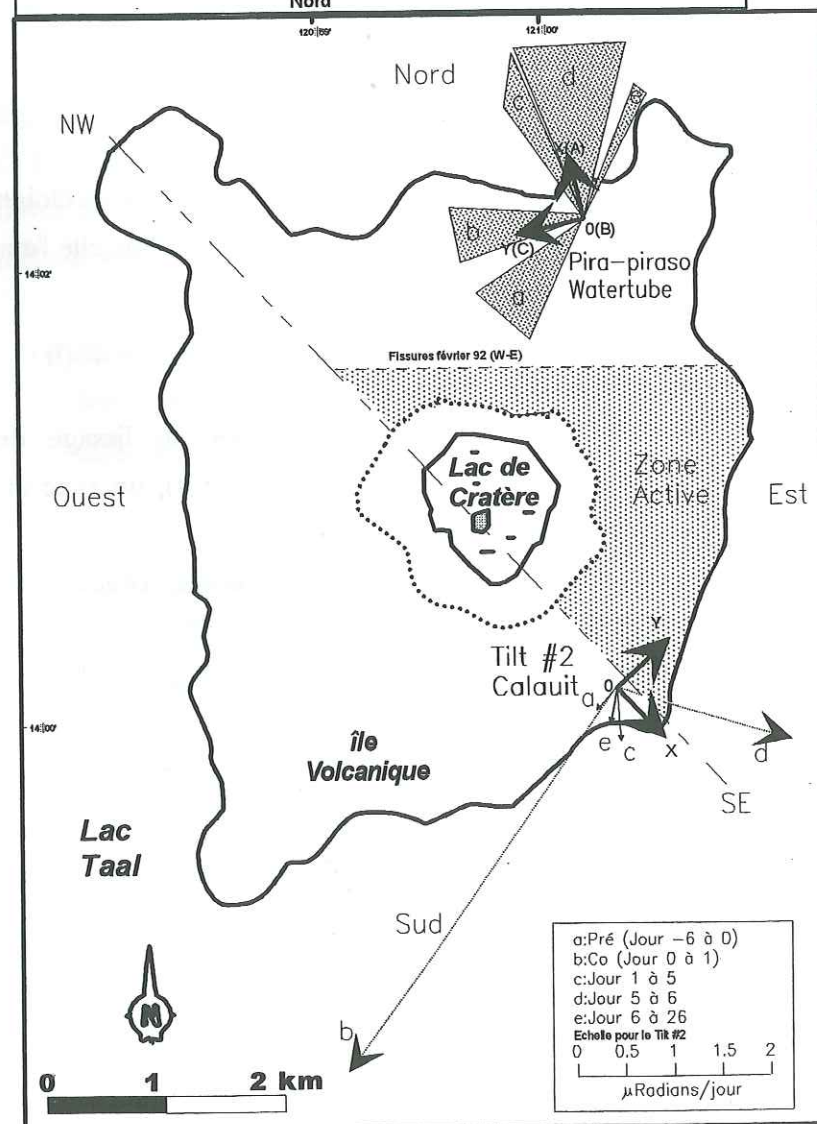 Nord
120°59'
121°00'
Nord
c
d
e
NW
X(A)
b
O(B)
Y(C)
14°02'
a
Pira-piraso
Watertube
Fissures février 92 (W-E)
Lac de
Cratère
Zone
Active
Ouest
Est
Y
Tilt #2
Calauit
O
a
14°00'
e
c
X
d
île
Volcanique
SE
Lac
Taal
Sud
a:Pré (Jour -6 à 0)
b:Co (Jour 0 à 1)
c:Jour 1 à 5
d:Jour 5 à 6
e:Jour 6 à 26
Echelle pour le Tilt #2
0 0.5 1 1.5 2
μRadians/jour
N
b
0 1 2 km